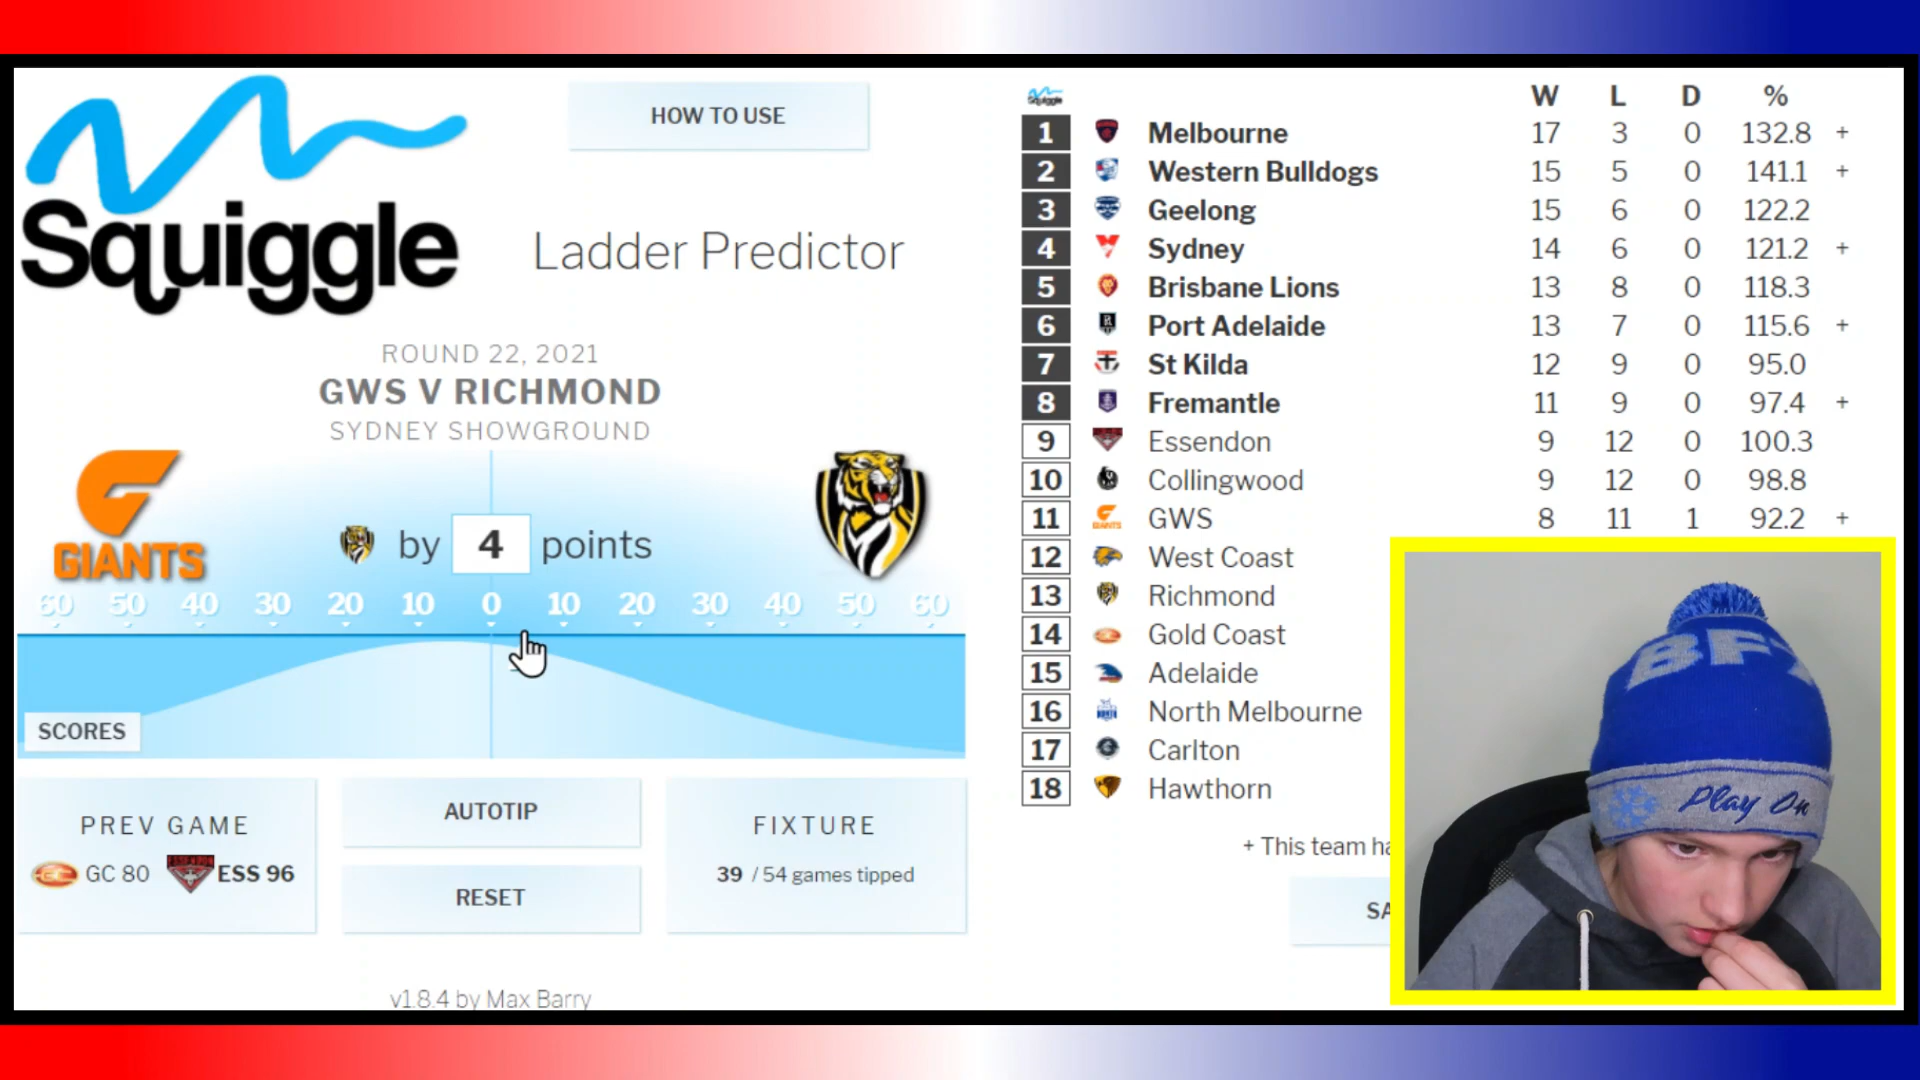 Squiggle
HOW TO USE
Ladder Predictor
ROUND 22, 2021
GWS V RICHMOND
SYDNEY SHOWGROUND
GIANTS
by 4 points
60 50 40 30 20 10 0 10 20 30 40 50 60
SCORES
PREV GAME
GC 80 ESSENDON ESS 96
AUTOTIP
RESET
FIXTURE
39 / 54 games tipped
v1.8.4 by Max Barry
Squiggle W L D %
1 Melbourne 17 3 0 132.8 +
2 Western Bulldogs 15 5 0 141.1 +
3 Geelong 15 6 0 122.2
4 Sydney 14 6 0 121.2 +
5 Brisbane Lions 13 8 0 118.3
6 Port Adelaide 13 7 0 115.6 +
7 St Kilda 12 9 0 95.0
8 Fremantle 11 9 0 97.4 +
9 Essendon 9 12 0 100.3
10 Collingwood 9 12 0 98.8
11 GIANTS GWS 8 11 1 92.2 +
12 West Coast
13 Richmond
14 Gold Coast
15 Adelaide
16 North Melbourne
17 Carlton
18 Hawthorn
+ This team ha
SA
Play On